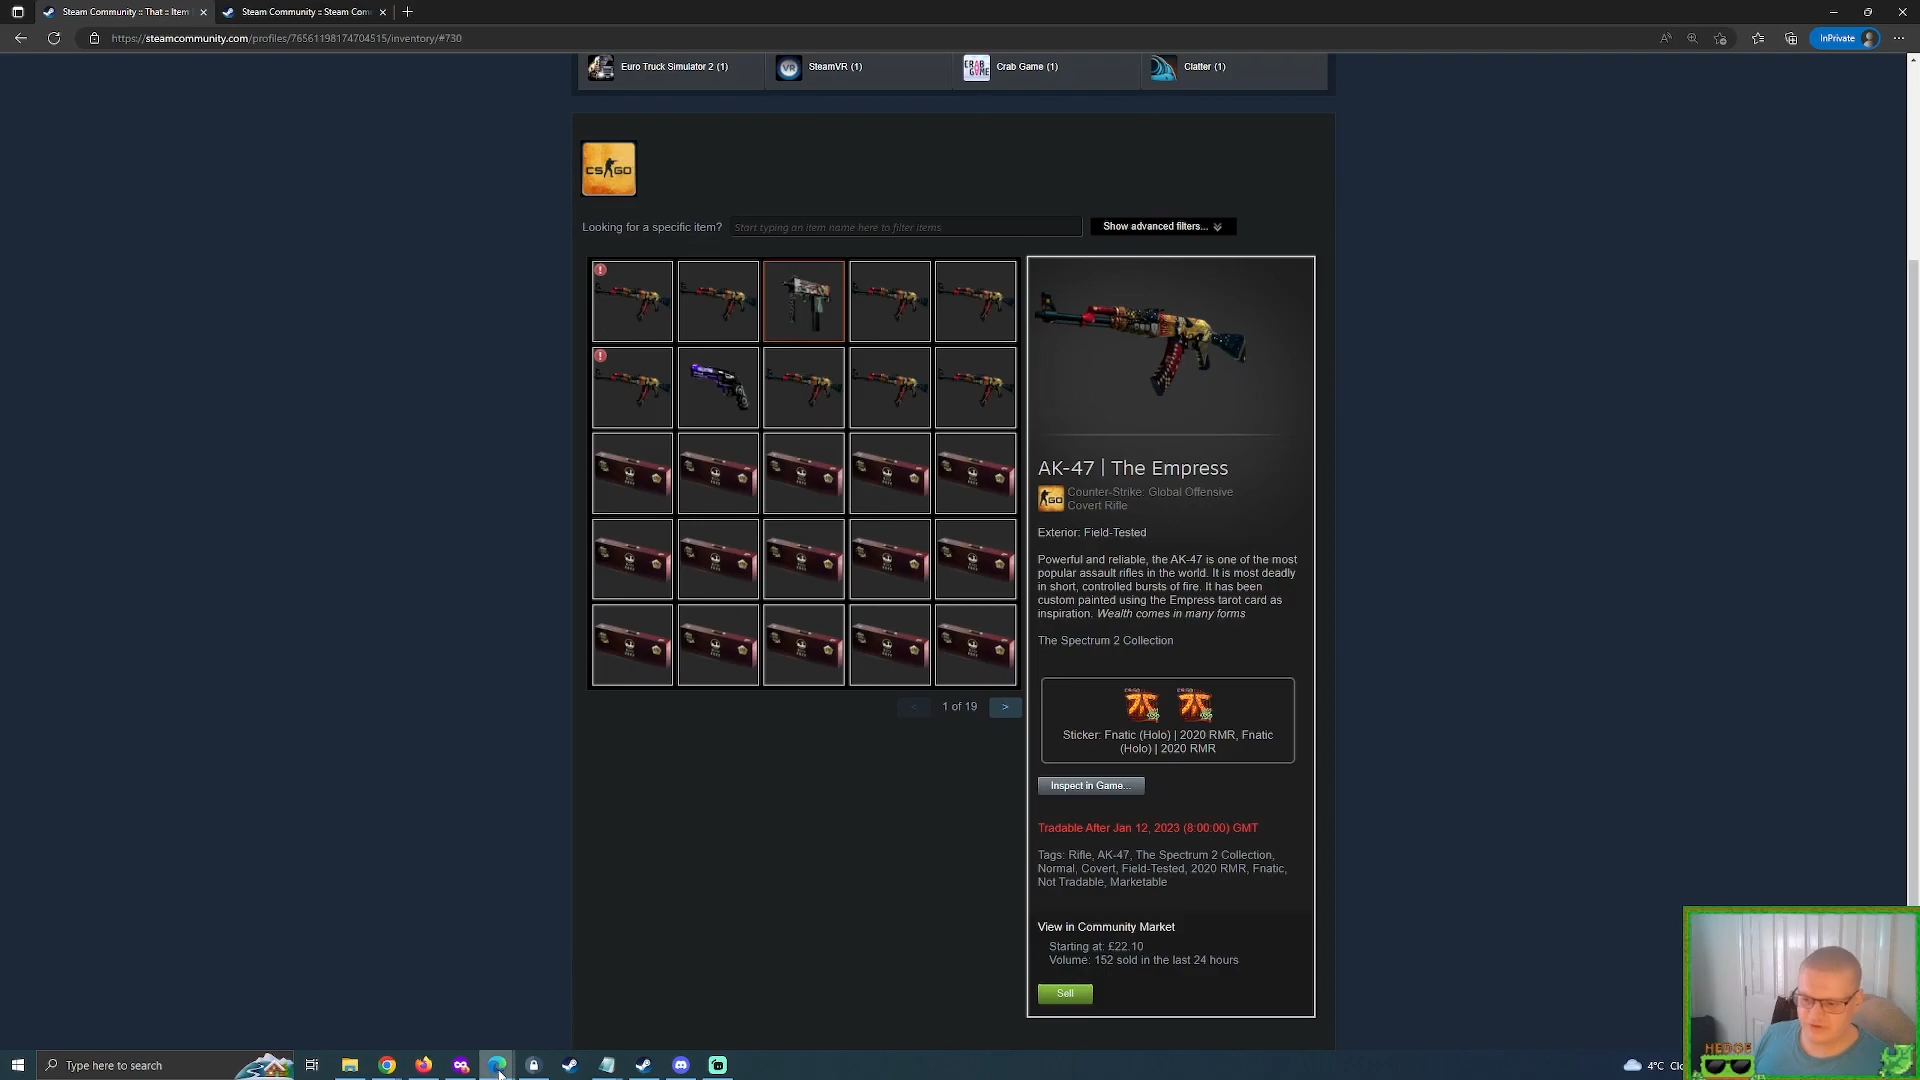 Steam Community :: That :: Item
Steam Community :: Steam Com
https://steamcommunity.com/profiles/76561198174704515/inventory/#730
InPrivate
Euro Truck Simulator 2 (1)
SteamVR (1)
Crab Game (1)
Clatter (1)
VR
CRAB GAME
CS GO
Looking for a specific item?
Start typing an item name here to filter items
Show advanced filters...
AK-47 | The Empress
GO
Counter-Strike: Global Offensive
Covert Rifle
Exterior: Field-Tested
Powerful and reliable, the AK-47 is one of the most
popular assault rifles in the world. It is most deadly
in short, controlled bursts of fire. It has been
custom painted using the Empress tarot card as
inspiration. Wealth comes in many forms
The Spectrum 2 Collection
Sticker: Fnatic (Holo) | 2020 RMR, Fnatic
(Holo) | 2020 RMR
< 1 of 19 >
Inspect in Game...
Tradable After Jan 12, 2023 (8:00:00) GMT
Tags: Rifle, AK-47, The Spectrum 2 Collection,
Normal, Covert, Field-Tested, 2020 RMR, Fnatic,
Not Tradable, Marketable
View in Community Market
Starting at: £22.10
Volume: 152 sold in the last 24 hours
Sell
HEDGE
Type here to search
4°C Clo